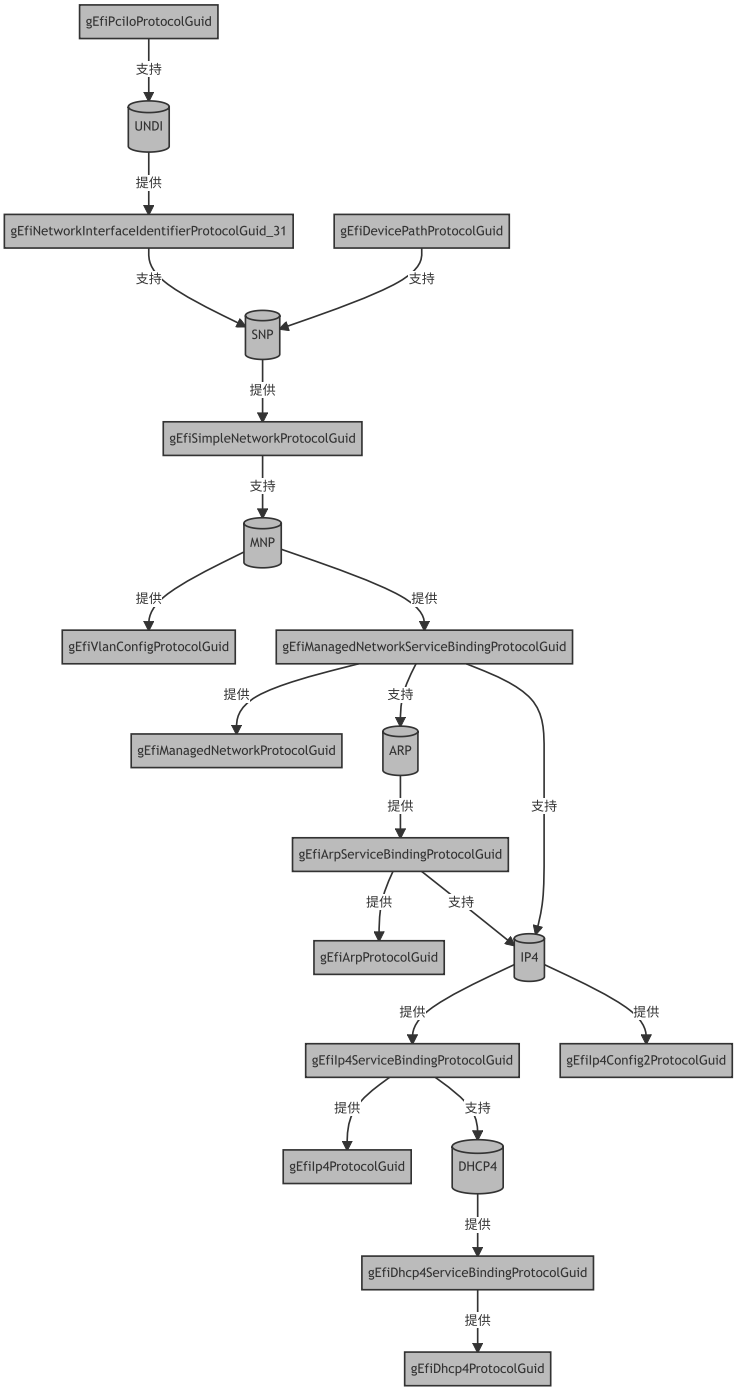 gEfiPciIoProtocolGuid
支持
UNDI
提供
gEfiNetworkInterfaceIdentifierProtocolGuid_31
gEfiDevicePathProtocolGuid
支持
支持
SNP
提供
gEfiSimpleNetworkProtocolGuid
支持
MNP
提供
提供
gEfiVlanConfigProtocolGuid
gEfiManagedNetworkServiceBindingProtocolGuid
提供
支持
gEfiManagedNetworkProtocolGuid
ARP
提供
支持
gEfiArpServiceBindingProtocolGuid
提供
支持
gEfiArpProtocolGuid
IP4
提供
提供
gEfiIp4ServiceBindingProtocolGuid
gEfiIp4Config2ProtocolGuid
提供
支持
gEfiIp4ProtocolGuid
DHCP4
提供
gEfiDhcp4ServiceBindingProtocolGuid
提供
gEfiDhcp4ProtocolGuid